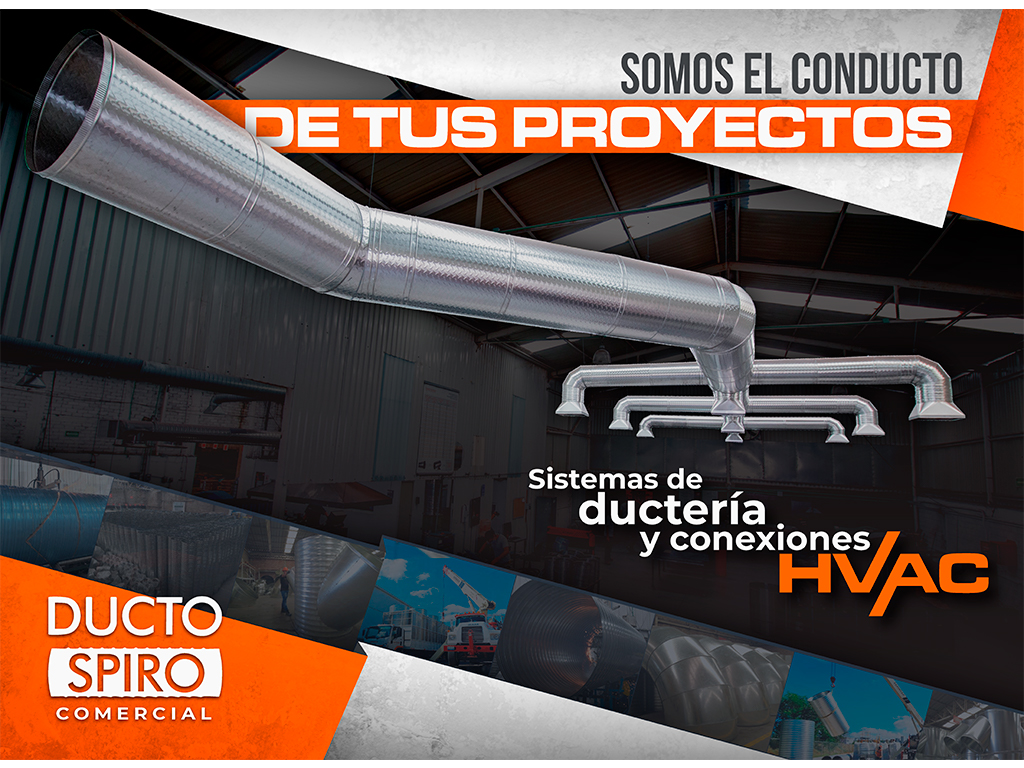 SOMOS EL CONDUCTO
DE TUS PROYECTOS
Sistemas de
ductería
y conexiones
HVAC
DUCTO
SPIRO
COMERCIAL